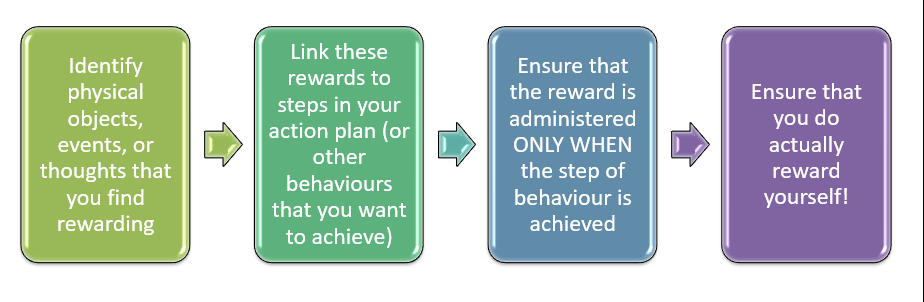 Identify
physical
objects,
events, or
thoughts that
you find
rewarding
Link these
rewards to
steps in your
action plan (or
other
behaviours
that you want
to achieve)
Ensure that
the reward is
administered
ONLY WHEN
the step of
behaviour is
achieved
Ensure that
you do
actually
reward
yourself!